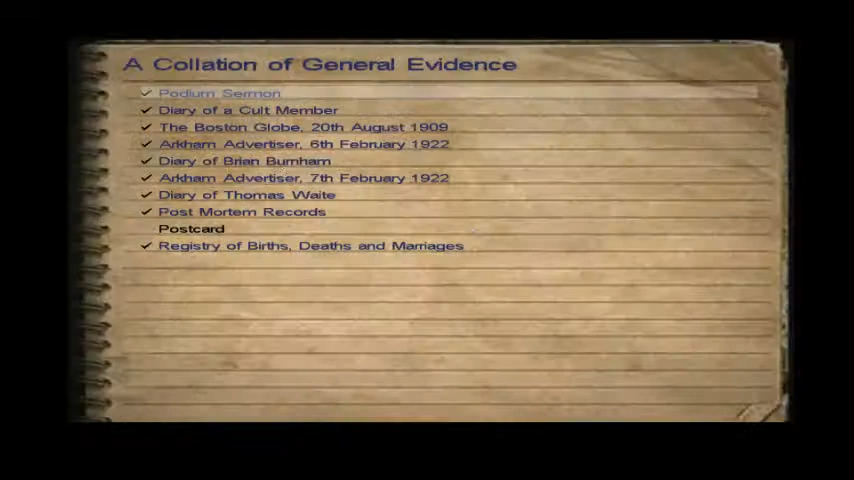 A Collation of General Evidence
Podium Sermon
Diary of a Cult Member
The Boston Globe, 20th August 1909
Arkham Advertiser, 6th February 1922
Diary of Brian Burnham
Arkham Advertiser, 7th February 1922
Diary of Thomas Waite
Post Mortem Records
Postcard
Registry of Births, Deaths and Marriages